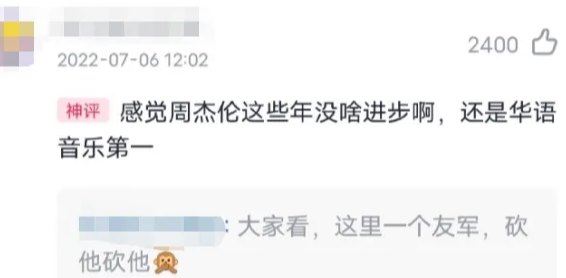 2022-07-06 12:02
2400
神评 感觉周杰伦这些年没啥进步啊，还是华语
音乐第一
：大家看，这里一个友军，砍
他砍他🙊